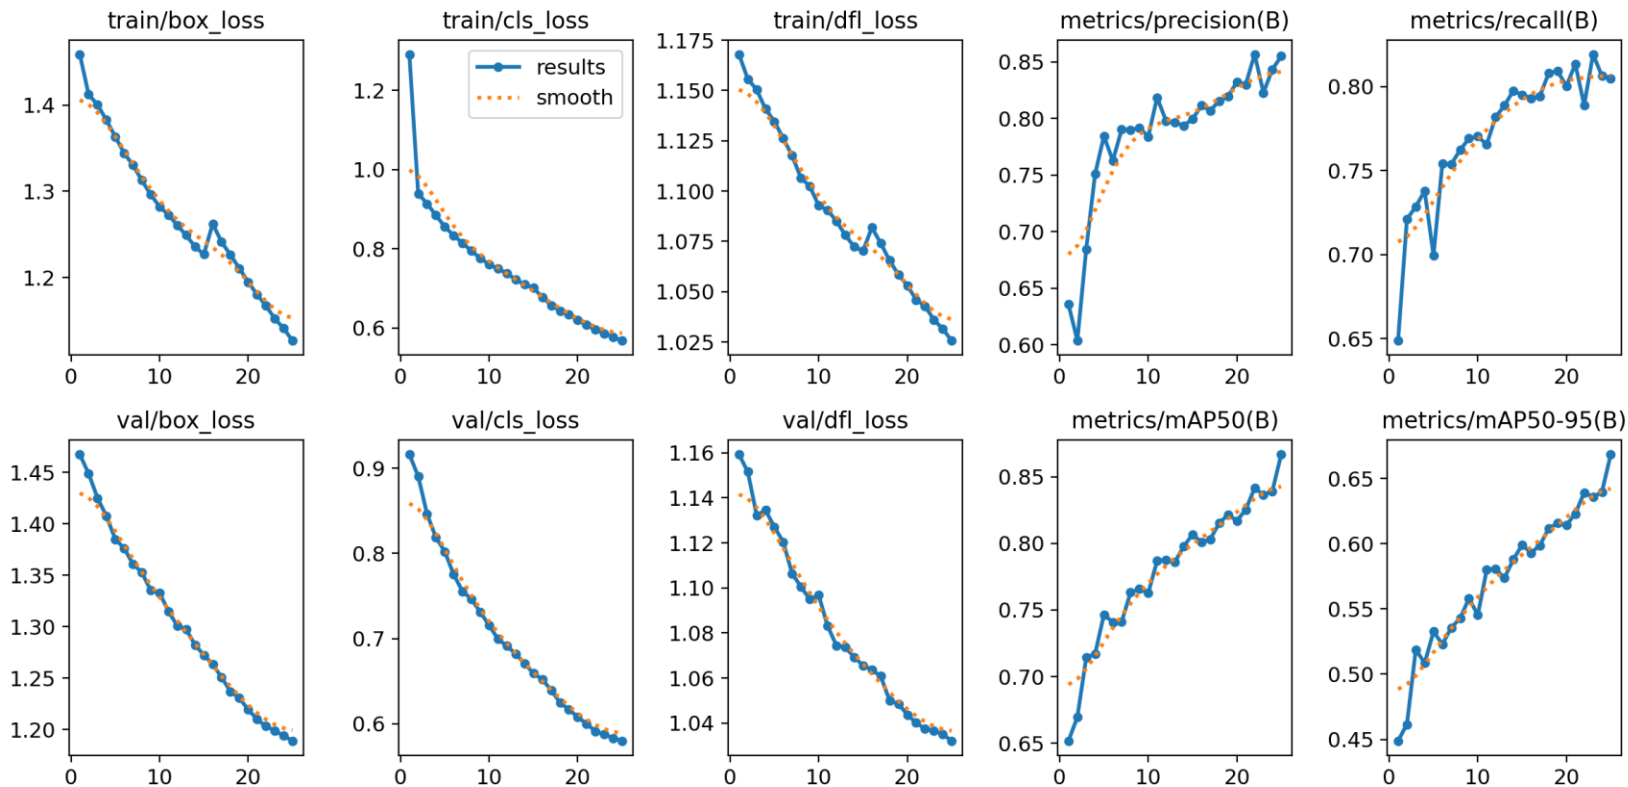 train/box_loss
1.4
1.3
1.2
0 10 20
train/cls_loss
results
smooth
1.2
1.0
0.8
0.6
0 10 20
train/dfl_loss
1.175
1.150
1.125
1.100
1.075
1.050
1.025
0 10 20
metrics/precision(B)
0.85
0.80
0.75
0.70
0.65
0.60
0 10 20
metrics/recall(B)
0.80
0.75
0.70
0.65
0 10 20
val/box_loss
1.45
1.40
1.35
1.30
1.25
1.20
0 10 20
val/cls_loss
0.9
0.8
0.7
0.6
0 10 20
val/dfl_loss
1.16
1.14
1.12
1.10
1.08
1.06
1.04
0 10 20
metrics/mAP50(B)
0.85
0.80
0.75
0.70
0.65
0 10 20
metrics/mAP50-95(B)
0.65
0.60
0.55
0.50
0.45
0 10 20